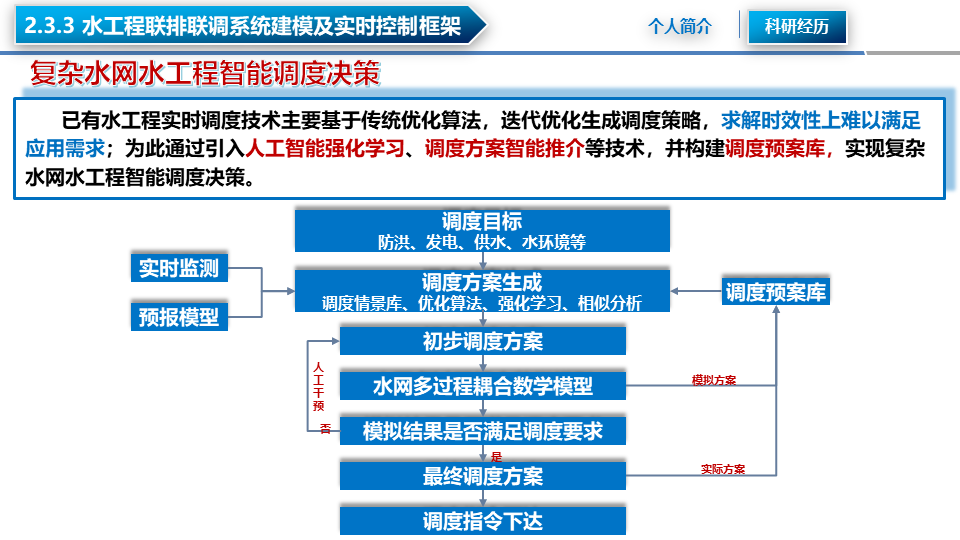 2.3.3 水工程联排联调系统建模及实时控制框架
个人简介
科研经历
复杂水网水工程智能调度决策
已有水工程实时调度技术主要基于传统优化算法，迭代优化生成调度策略，求解时效性上难以满足
应用需求；为此通过引入人工智能强化学习、调度方案智能推介等技术，并构建调度预案库，实现复杂
水网水工程智能调度决策。
调度目标
防洪、发电、供水、水环境等
实时监测
预报模型
调度方案生成
调度情景库、优化算法、强化学习、相似分析
调度预案库
初步调度方案
人工干预
水网多过程耦合数学模型
模拟方案
否
模拟结果是否满足调度要求
是
最终调度方案
实际方案
调度指令下达